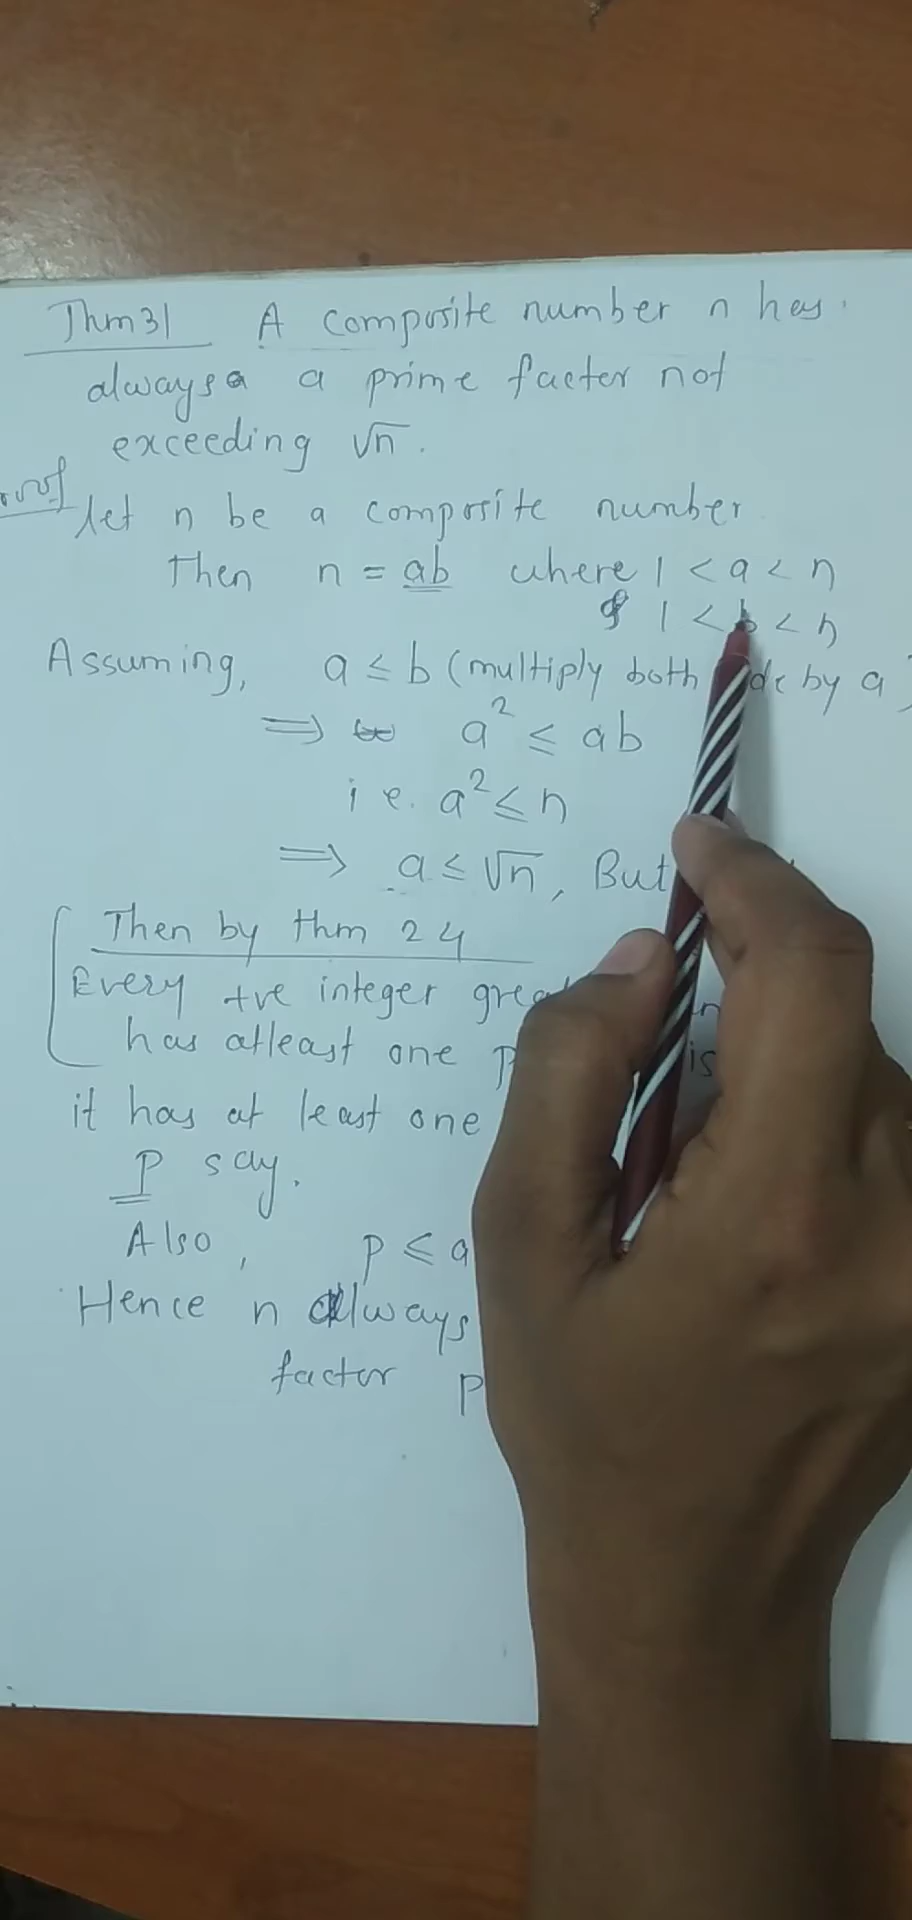 Thm 31 A composite number n has
always a prime factor not
exceeding √n.
Proof
let n be a composite number
then n = ab where 1 < a < n
& 1 < b < n
Assuming, a ≤ b (multiply both by a)
⇒ a² ≤ ab
i.e. a² ≤ n
⇒ a ≤ √n, But
Then by thm 24
Every +ve integer
has atleast one
it has at least one
P say.
Also, p ≤ a
Hence n always
factor p